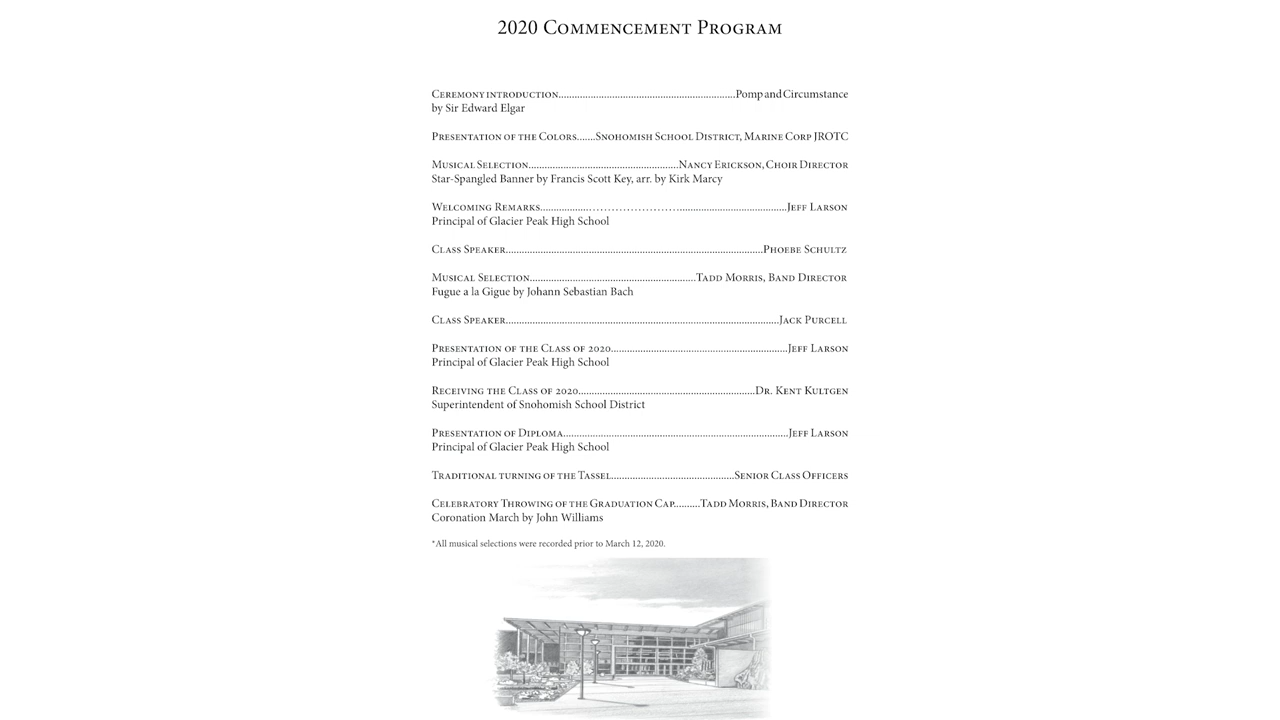 2020 Commencement Program
Ceremony introduction..................................................................Pomp and Circumstance
by Sir Edward Elgar
Presentation of the Colors.......Snohomish School District, Marine Corp JROTC
Musical Selection........................................................Nancy Erickson, Choir Director
Star-Spangled Banner by Francis Scott Key, arr. by Kirk Marcy
Welcoming Remarks...........................................................................................Jeff Larson
Principal of Glacier Peak High School
Class Speaker................................................................................................Phoebe Schultz
Musical Selection..............................................................Tadd Morris, Band Director
Fugue a la Gigue by Johann Sebastian Bach
Class Speaker......................................................................................................Jack Purcell
Presentation of the Class of 2020..................................................................Jeff Larson
Principal of Glacier Peak High School
Receiving the Class of 2020..................................................................Dr. Kent Kultgen
Superintendent of Snohomish School District
Presentation of Diploma....................................................................................Jeff Larson
Principal of Glacier Peak High School
Traditional turning of the Tassel..............................................Senior Class Officers
Celebratory Throwing of the Graduation Cap..........Tadd Morris, Band Director
Coronation March by John Williams
*All musical selections were recorded prior to March 12, 2020.